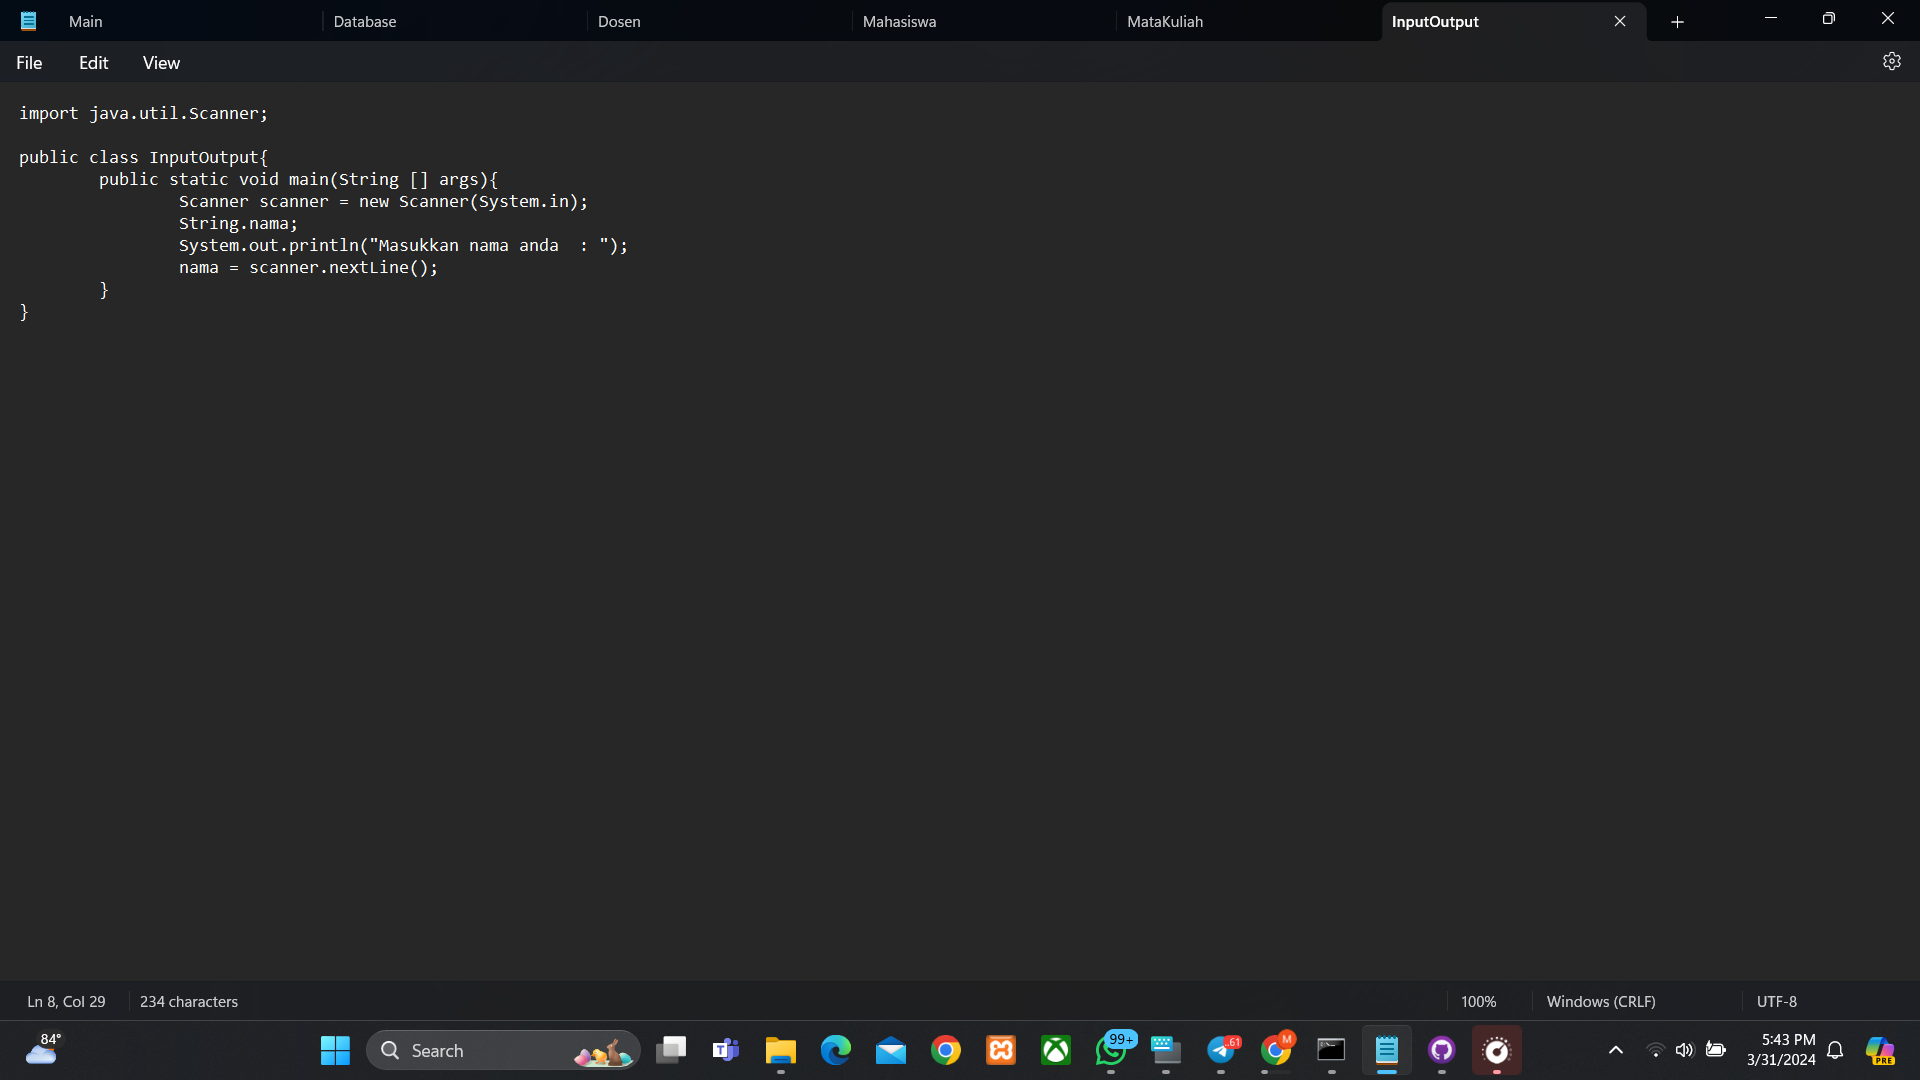 Main
Database
Dosen
Mahasiswa
MataKuliah
InputOutput
File
Edit
View
import java.util.Scanner;
public class InputOutput{
public static void main(String [] args){
Scanner scanner = new Scanner(System.in);
String.nama;
System.out.println("Masukkan nama anda  : ");
nama = scanner.nextLine();
}
}
Ln 8, Col 29
234 characters
100%
Windows (CRLF)
UTF-8
84°
Search
99+
..61
M
5:43 PM
3/31/2024
PRE